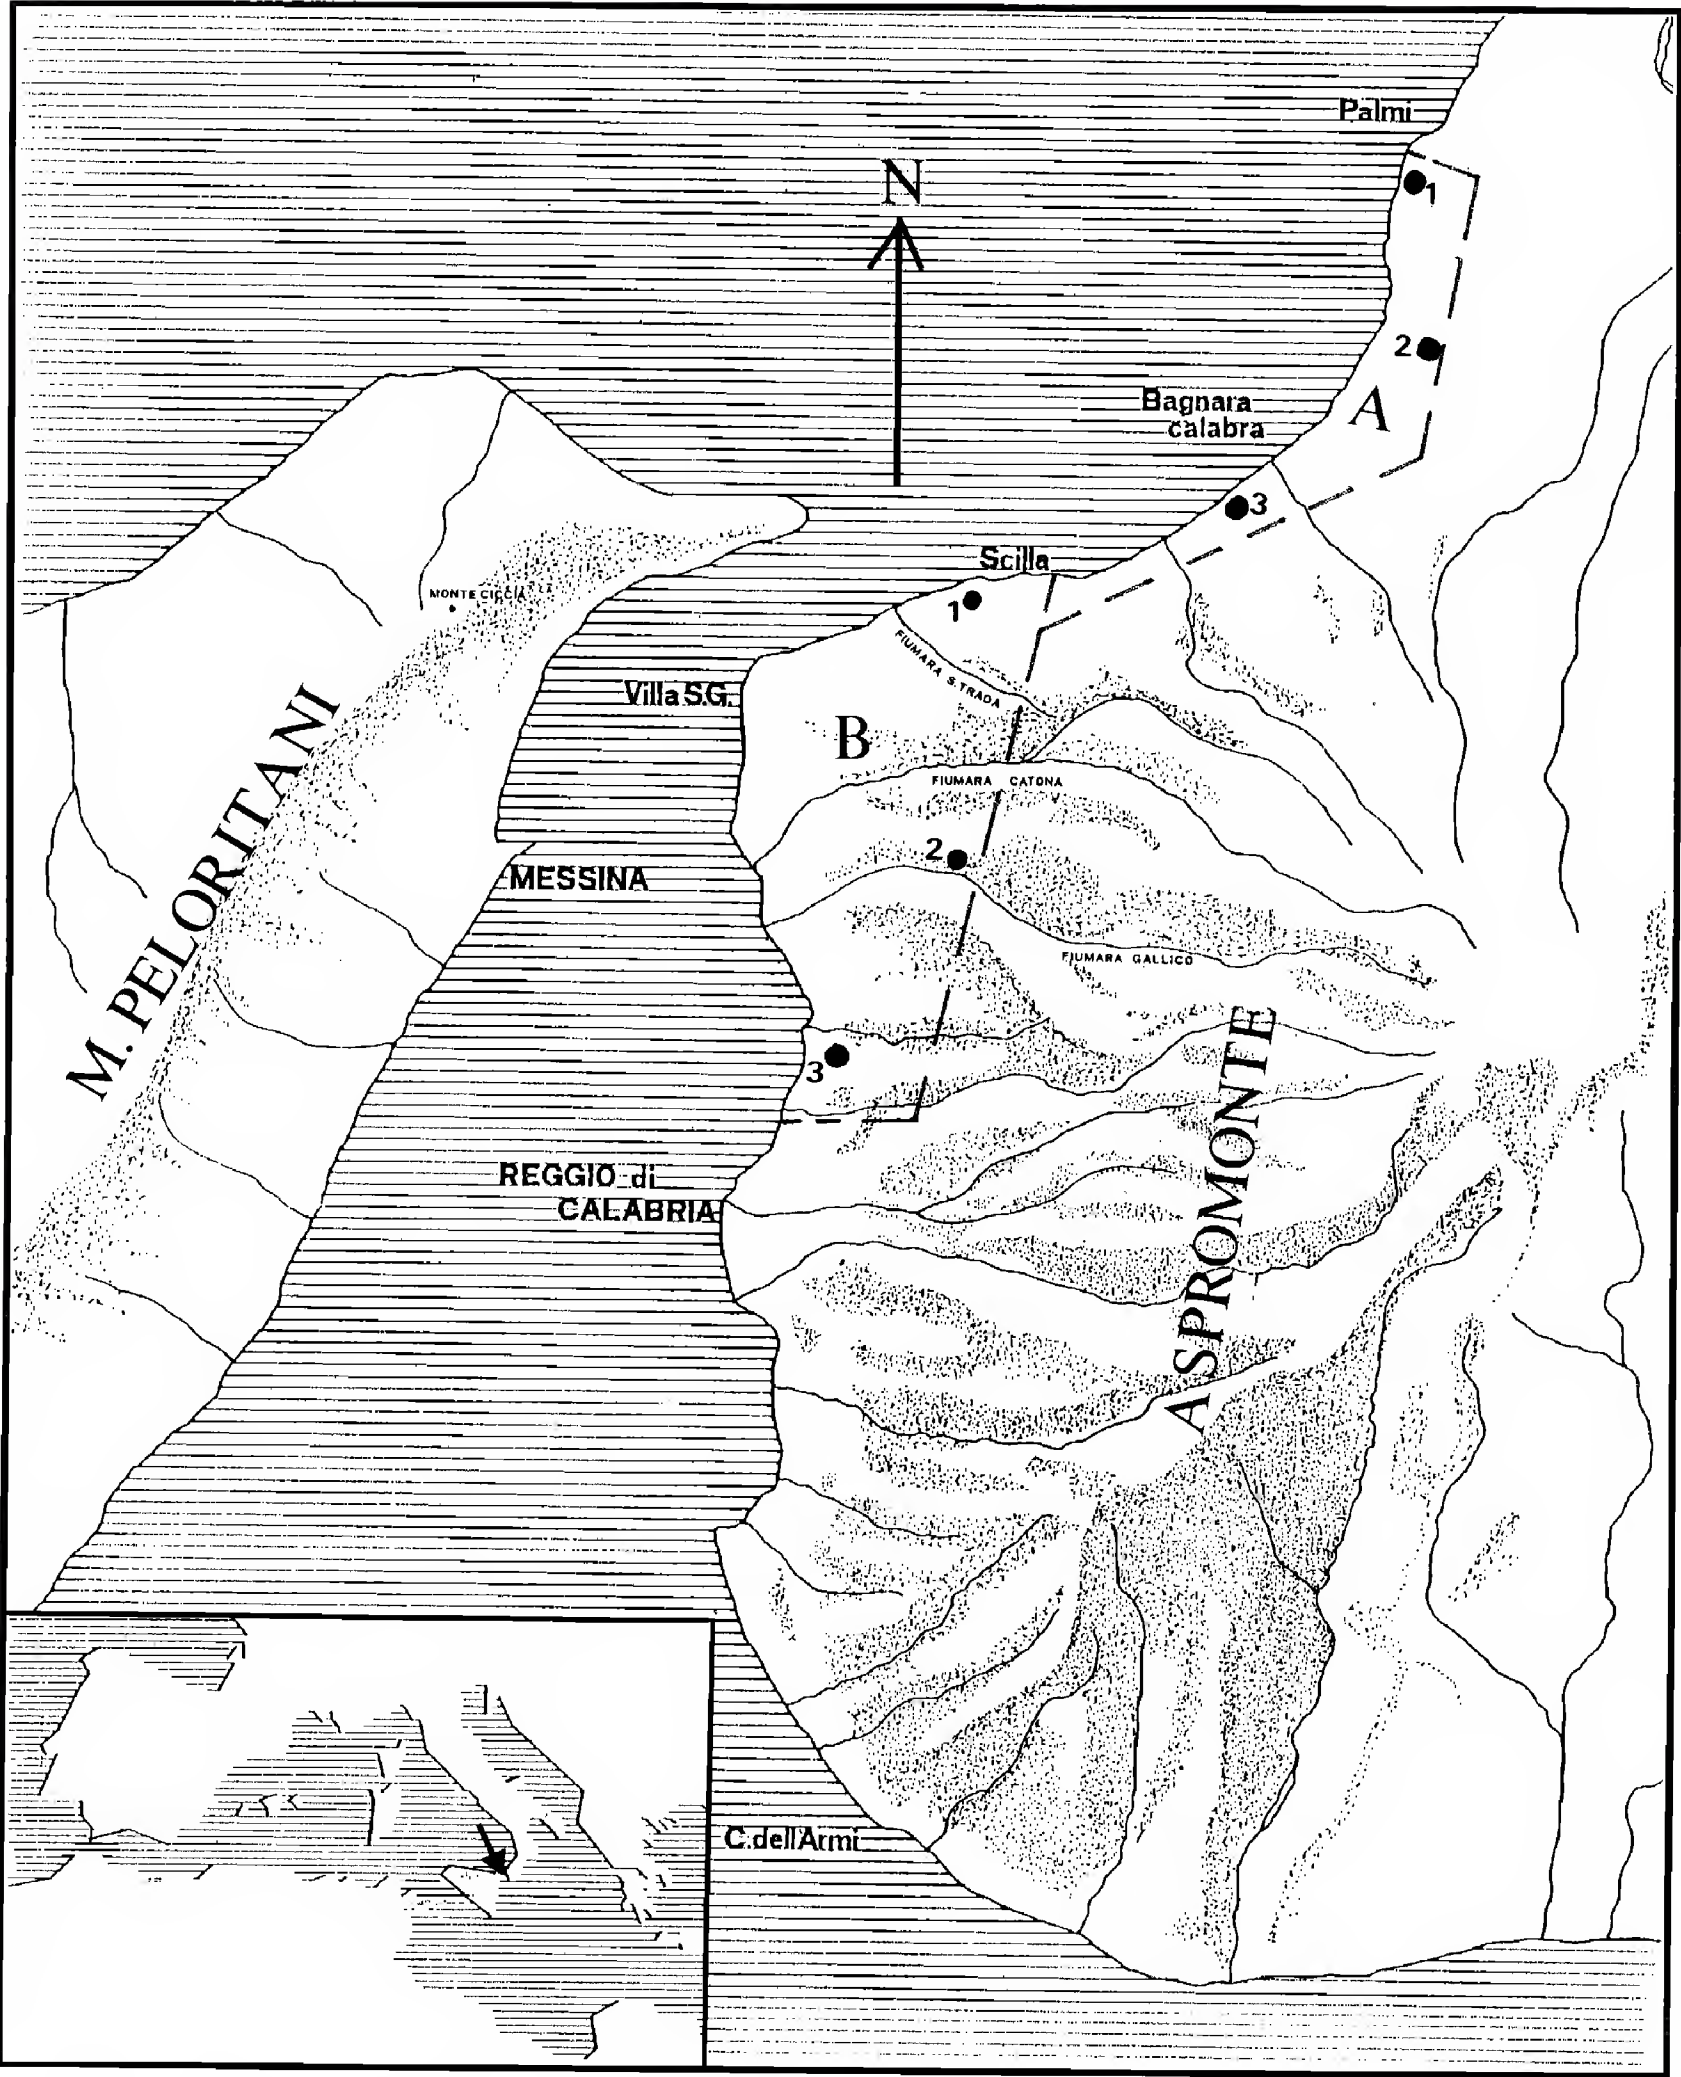 Palmi
N
1
2
Bagnara
calabra
A
3
Scilla
MONTE CICCIA
1
FIUMARA S. TRADA
Villa S.G.
B
FIUMARA CATONA
M. PELORITANI
2
MESSINA
FIUMARA GALLICO
3
ASPROMONTE
REGGIO di
CALABRIA
C.dell'Armi